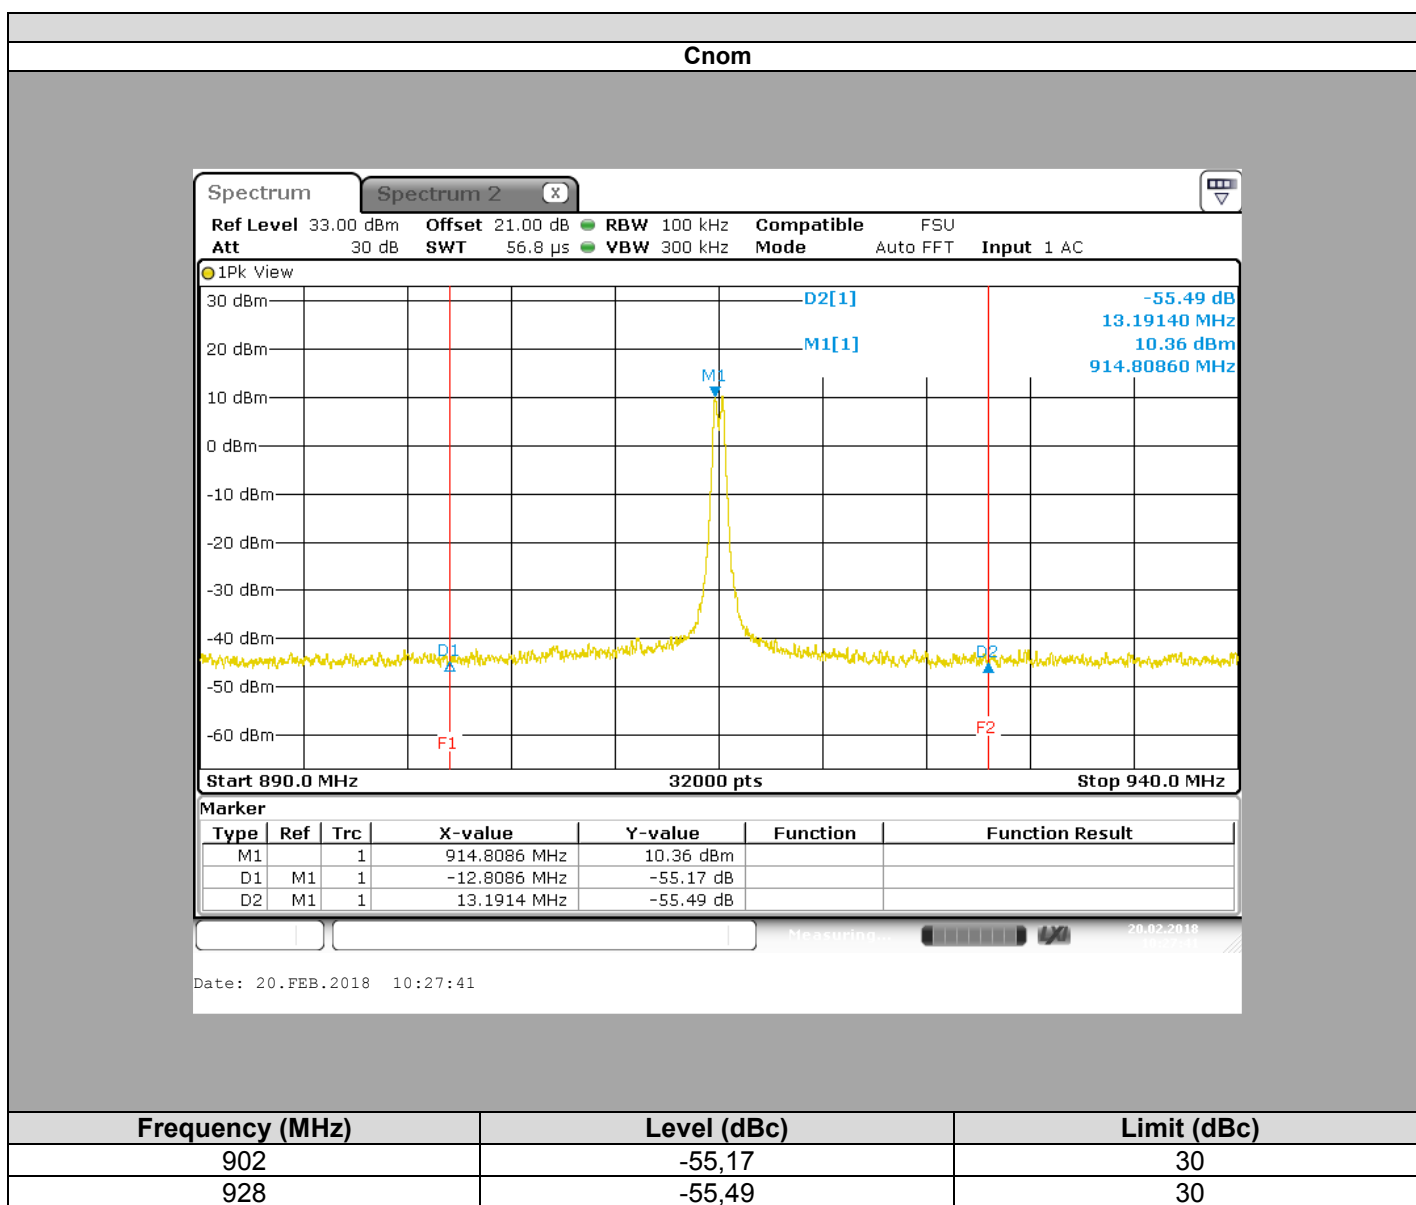 Cnom
Spectrum Spectrum 2 X
Ref Level 33.00 dBm Offset 21.00 dB RBW 100 kHz Compatible FSU
Att 30 dB SWT 56.8 µs VBW 300 kHz Mode Auto FFT Input 1 AC
1Pk View
30 dBm D2[1] -55.49 dB
13.19140 MHz
20 dBm M1[1] 10.36 dBm
914.80860 MHz
M1
10 dBm
0 dBm
-10 dBm
-20 dBm
-30 dBm
-40 dBm
D1 D2
-50 dBm
-60 dBm
F1 F2
Start 890.0 MHz 32000 pts Stop 940.0 MHz
Marker
Type Ref Trc X-value Y-value Function Function Result
M1 1 914.8086 MHz 10.36 dBm
D1 M1 1 -12.8086 MHz -55.17 dB
D2 M1 1 13.1914 MHz -55.49 dB
Measuring... LXI 20.02.2018
Date: 20.FEB.2018 10:27:41
Frequency (MHz) Level (dBc) Limit (dBc)
902 -55,17 30
928 -55,49 30